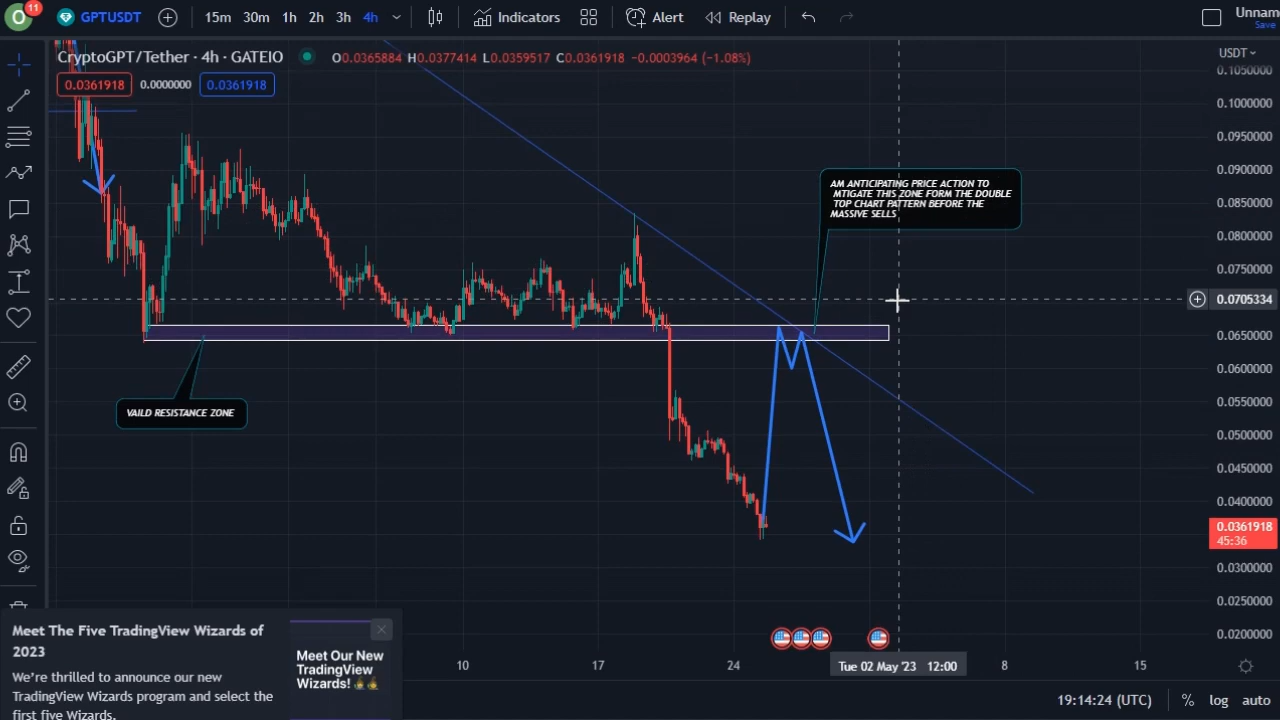 O
11
GPTUSDT
15m 30m 1h 2h 3h 4h
Indicators
Alert
Replay
Unnam
Save
CryptoGPT/Tether · 4h · GATEIO
O0.0365884 H0.0377414 L0.0359517 C0.0361918 -0.0003964 (-1.08%)
USDT
0.0361918 0.0000000 0.0361918
0.1050000
0.1000000
0.0950000
0.0900000
0.0850000
0.0800000
0.0750000
0.0705334
0.0650000
0.0600000
0.0550000
0.0500000
0.0450000
0.0400000
0.0361918
45:36
0.0300000
0.0250000
0.0200000
AM ANTICIPATING PRICE ACTION TO
MTIGATE THIS ZONE FORM THE DOUBLE
TOP CHART PATTERN BEFORE THE
MASSIVE SELLS
VAILD RESISTANCE ZONE
Meet The Five TradingView Wizards of
2023
We're thrilled to announce our new
TradingView Wizards program and select the
first five Wizards.
Meet Our New
TradingView
Wizards!
10 17 24 Tue 02 May '23 12:00 8 15
19:14:24 (UTC) % log auto